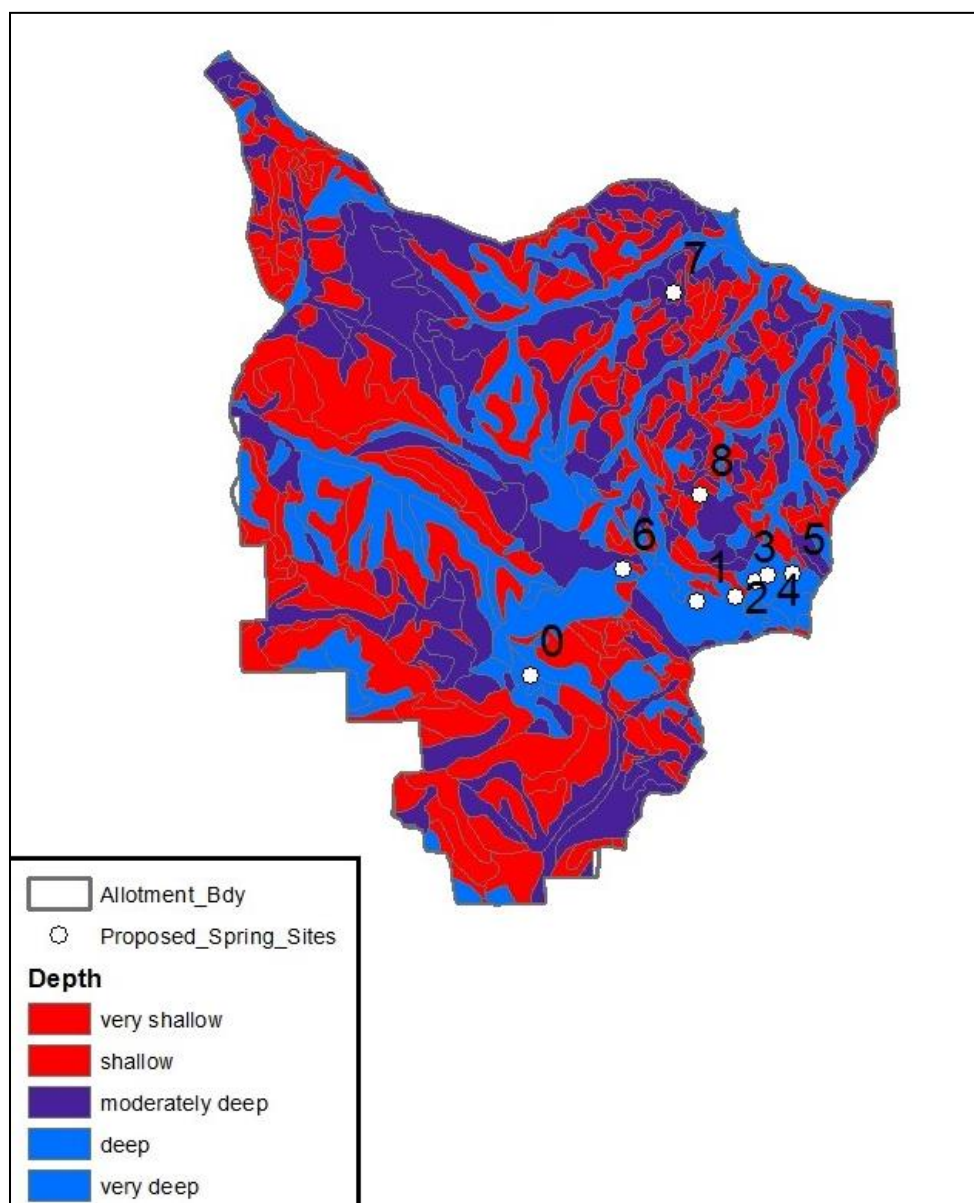 7
8
6
3
5
1
2
4
0
Allotment_Bdy
Proposed_Spring_Sites
Depth
very shallow
shallow
moderately deep
deep
very deep